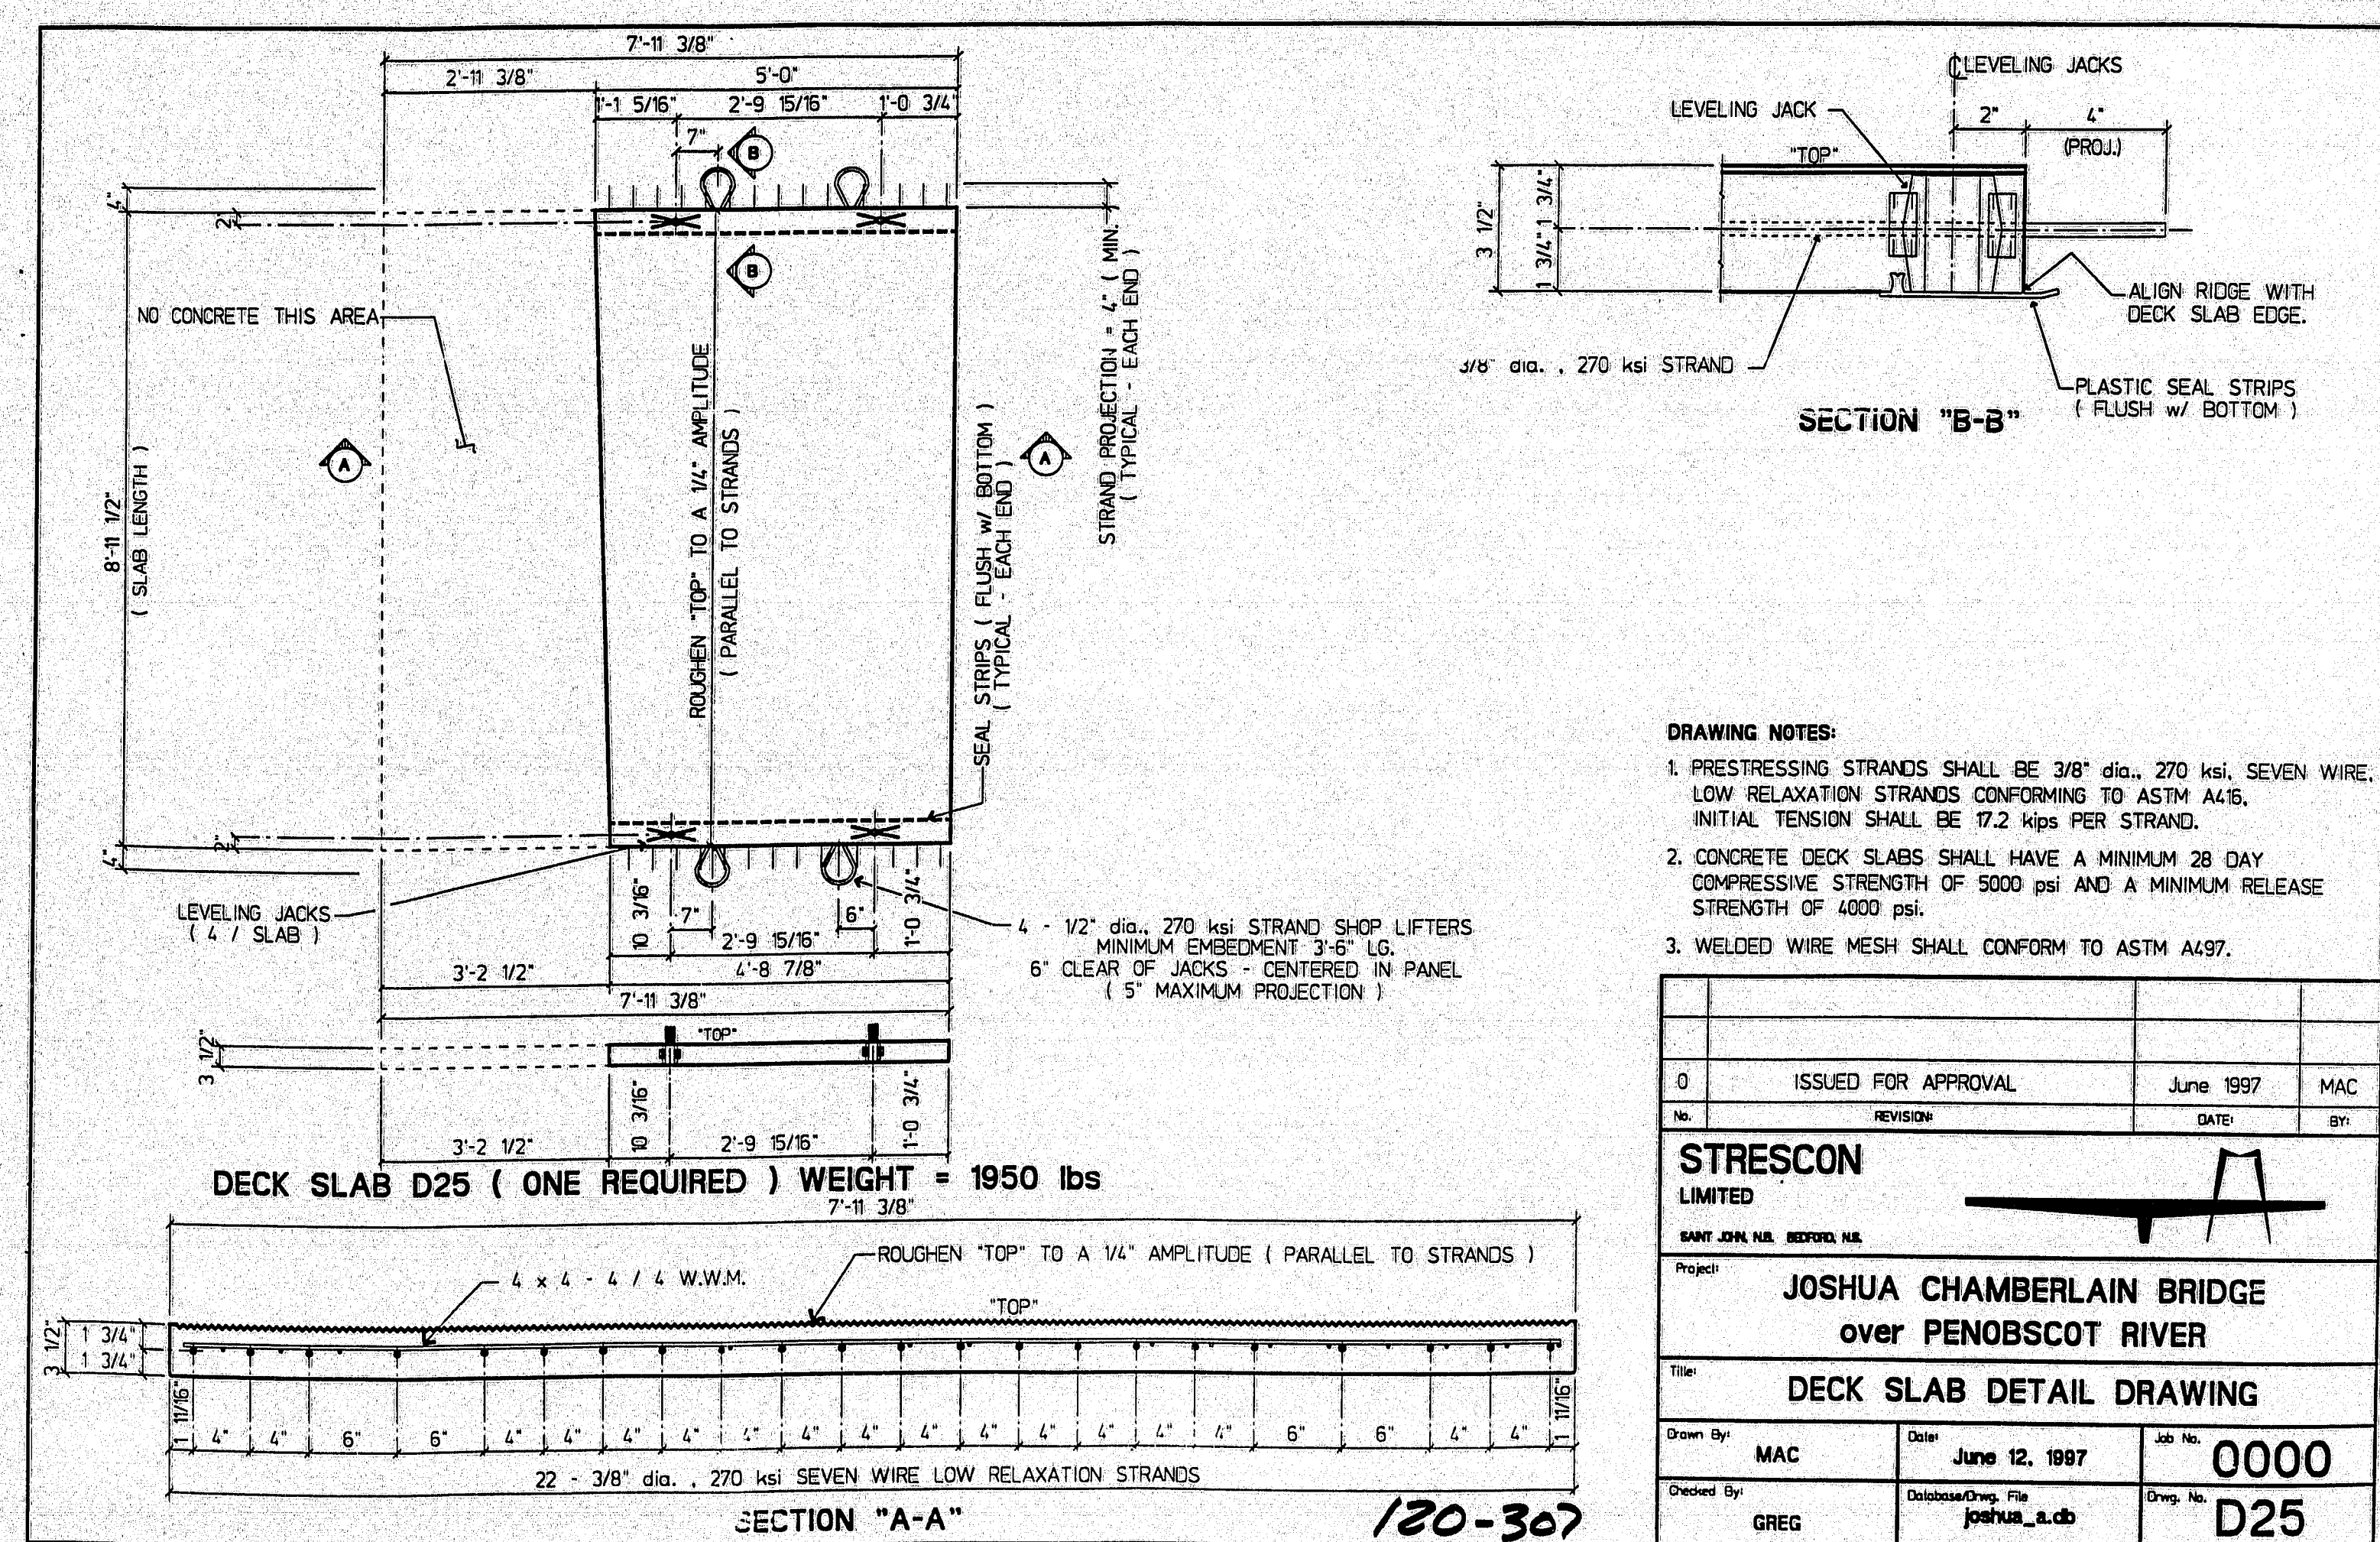 7'-11 3/8"
2'-11 3/8"
5'-0"
1'-1 5/16"
2'-9 15/16"
1'-0 3/4"
7"
B
B
4"
2"
NO CONCRETE THIS AREA
A
A
8'-11 1/2"
( SLAB LENGTH )
ROUGHEN "TOP" TO A 1/4" AMPLITUDE
( PARALLEL TO STRANDS )
SEAL STRIPS ( FLUSH w/ BOTTOM )
( TYPICAL - EACH END )
STRAND PROJECTION = 4" ( MIN. )
( TYPICAL - EACH END )
2"
4"
LEVELING JACKS
( 4 / SLAB )
10 3/16"
7"
6"
1'-0 3/4"
2'-9 15/16"
3'-2 1/2"
4'-8 7/8"
7'-11 3/8"
4 - 1/2" dia., 270 ksi STRAND SHOP LIFTERS
MINIMUM EMBEDMENT 3'-6" LG.
6" CLEAR OF JACKS - CENTERED IN PANEL
( 5" MAXIMUM PROJECTION )
3 1/2"
"TOP"
10 3/16"
1'-0 3/4"
3'-2 1/2"
2'-9 15/16"
DECK SLAB D25 ( ONE REQUIRED ) WEIGHT = 1950 lbs
7'-11 3/8"
ROUGHEN "TOP" TO A 1/4" AMPLITUDE ( PARALLEL TO STRANDS )
4 x 4 - 4 / 4 W.W.M.
"TOP"
3 1/2"
1 3/4"
1 3/4"
1 11/16" 4" 4" 6" 6" 4" 4" 4" 4" 4" 4" 4" 4" 4" 4" 4" 4" 4" 6" 6" 4" 4" 1 11/16"
22 - 3/8" dia. , 270 ksi SEVEN WIRE LOW RELAXATION STRANDS
SECTION "A-A"
120-307
℄ LEVELING JACKS
LEVELING JACK
2"
4"
(PROJ.)
"TOP"
3 1/2"
1 3/4"
1 3/4"
ALIGN RIDGE WITH
DECK SLAB EDGE.
3/8" dia. , 270 ksi STRAND
PLASTIC SEAL STRIPS
( FLUSH w/ BOTTOM )
SECTION "B-B"
DRAWING NOTES:
1. PRESTRESSING STRANDS SHALL BE 3/8" dia., 270 ksi, SEVEN WIRE,
LOW RELAXATION STRANDS CONFORMING TO ASTM A416.
INITIAL TENSION SHALL BE 17.2 kips PER STRAND.
2. CONCRETE DECK SLABS SHALL HAVE A MINIMUM 28 DAY
COMPRESSIVE STRENGTH OF 5000 psi AND A MINIMUM RELEASE
STRENGTH OF 4000 psi.
3. WELDED WIRE MESH SHALL CONFORM TO ASTM A497.
0 ISSUED FOR APPROVAL June 1997 MAC
No. REVISION: DATE: BY:
STRESCON
LIMITED
SAINT JOHN, N.B. BEDFORD, N.S.
Project:
JOSHUA CHAMBERLAIN BRIDGE
over PENOBSCOT RIVER
Title:
DECK SLAB DETAIL DRAWING
Drawn By: MAC
Date: June 12, 1997
Job No. 0000
Checked By: GREG
Database/Drwg. File joshua_a.db
Drwg. No. D25